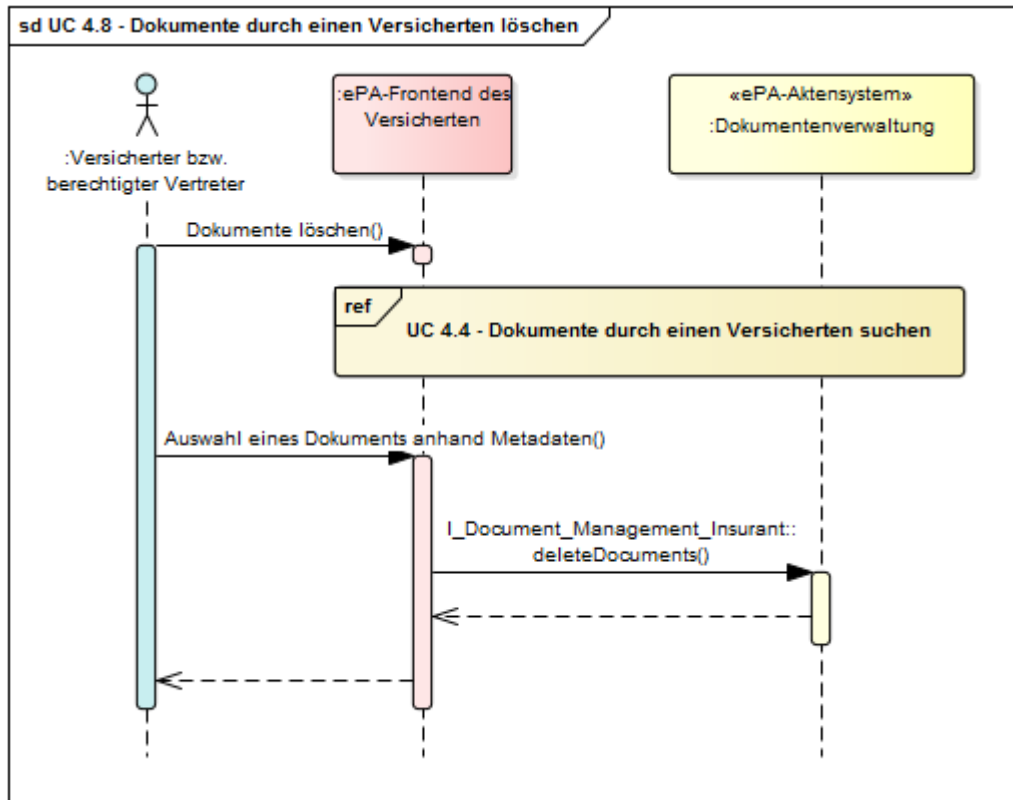 sd UC 4.8 - Dokumente durch einen Versicherten löschen
:Versicherter bzw.
berechtigter Vertreter
:ePA-Frontend des
Versicherten
«ePA-Aktensystem»
:Dokumentenverwaltung
Dokumente löschen()
ref
UC 4.4 - Dokumente durch einen Versicherten suchen
Auswahl eines Dokuments anhand Metadaten()
I_Document_Management_Insurant::
deleteDocuments()